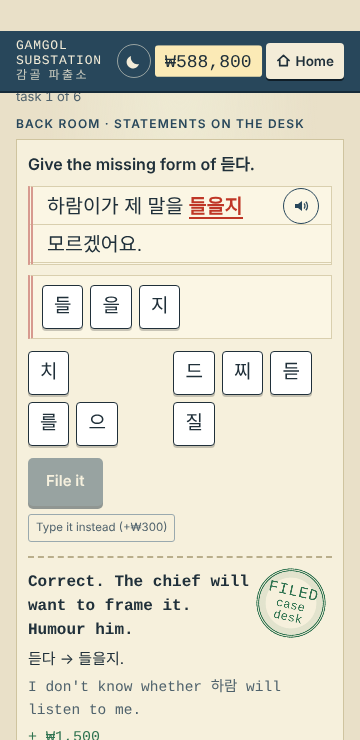 GAMGOL
SUBSTATION
감골 파출소
₩588,800
Home
task 1 of 6
BACK ROOM · STATEMENTS ON THE DESK
Give the missing form of 듣다.
하람이가 제 말을 들을지
모르겠어요.
들 을 지
치 드 찌 듣
를 으 질
File it
Type it instead (+₩300)
Correct. The chief will
want to frame it.
Humour him.
FILED
case
desk
듣다 → 들을지.
I don't know whether 하람 will
listen to me.
+ ₩1,500